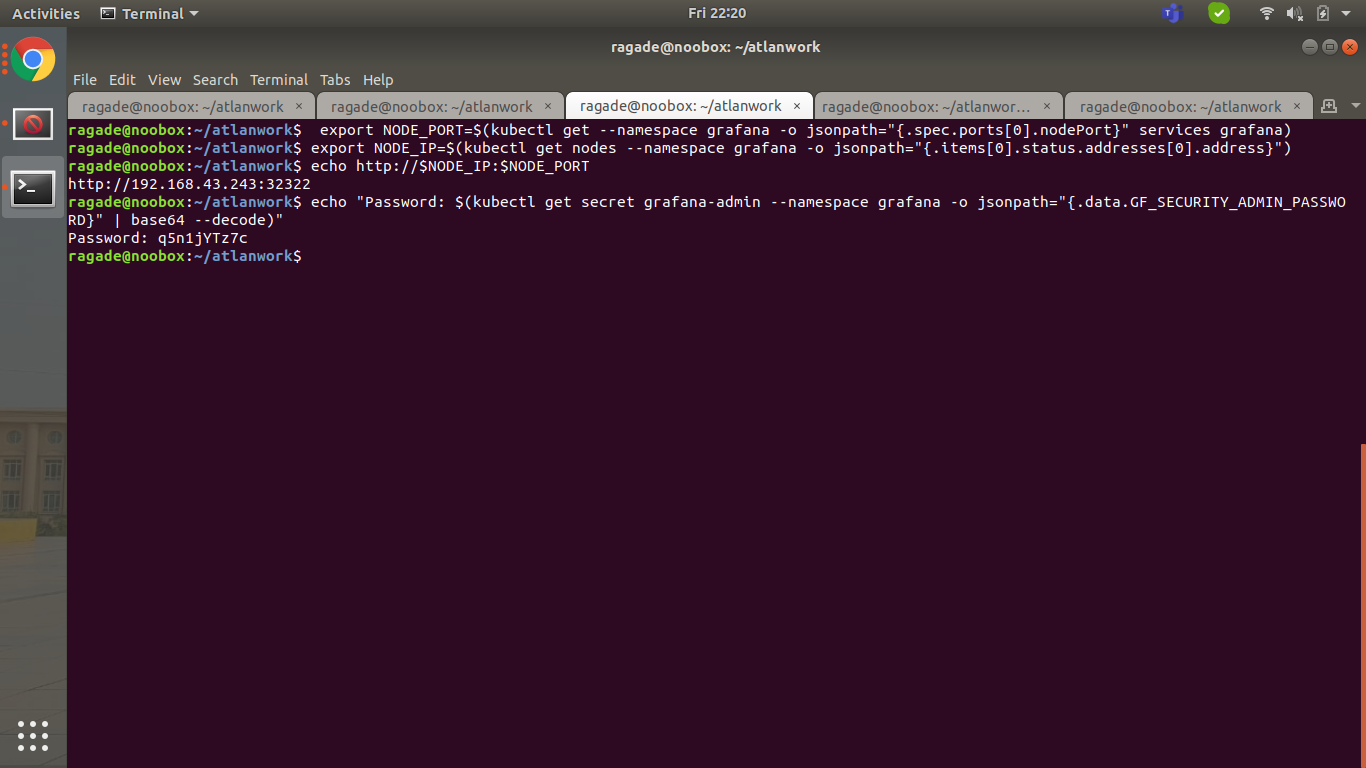 Activities Terminal Fri 22:20
ragade@noobox: ~/atlanwork
File Edit View Search Terminal Tabs Help
ragade@noobox: ~/atlanwork × ragade@noobox: ~/atlanwork × ragade@noobox: ~/atlanwork × ragade@noobox: ~/atlanwor... × ragade@noobox: ~/atlanwork ×
ragade@noobox:~/atlanwork$  export NODE_PORT=$(kubectl get --namespace grafana -o jsonpath="{.spec.ports[0].nodePort}" services grafana)
ragade@noobox:~/atlanwork$ export NODE_IP=$(kubectl get nodes --namespace grafana -o jsonpath="{.items[0].status.addresses[0].address}")
ragade@noobox:~/atlanwork$ echo http://$NODE_IP:$NODE_PORT
http://192.168.43.243:32322
ragade@noobox:~/atlanwork$ echo "Password: $(kubectl get secret grafana-admin --namespace grafana -o jsonpath="{.data.GF_SECURITY_ADMIN_PASSWO
RD}" | base64 --decode)"
Password: q5n1jYTz7c
ragade@noobox:~/atlanwork$